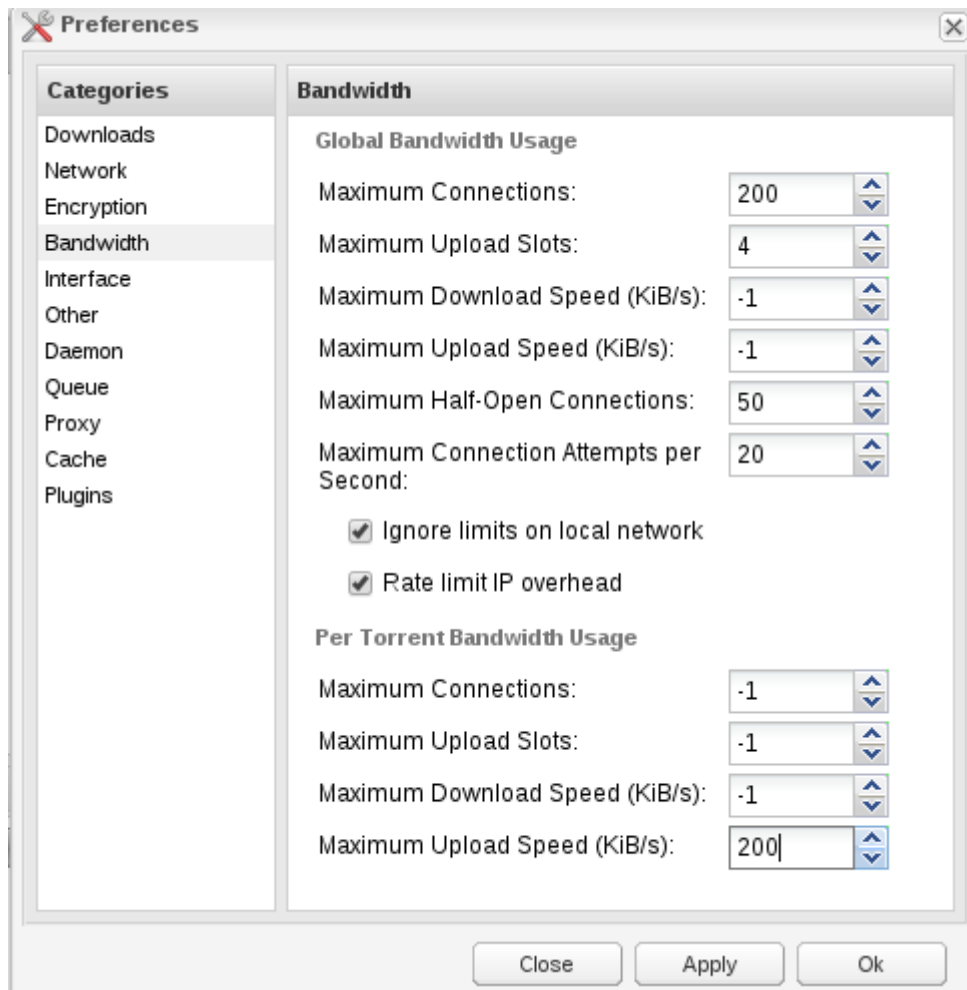 Preferences
Categories
Downloads
Network
Encryption
Bandwidth
Interface
Other
Daemon
Queue
Proxy
Cache
Plugins
Bandwidth
Global Bandwidth Usage
Maximum Connections: 200
Maximum Upload Slots: 4
Maximum Download Speed (KiB/s): -1
Maximum Upload Speed (KiB/s): -1
Maximum Half-Open Connections: 50
Maximum Connection Attempts per 20
Second:
Ignore limits on local network
Rate limit IP overhead
Per Torrent Bandwidth Usage
Maximum Connections: -1
Maximum Upload Slots: -1
Maximum Download Speed (KiB/s): -1
Maximum Upload Speed (KiB/s): 200
Close Apply Ok